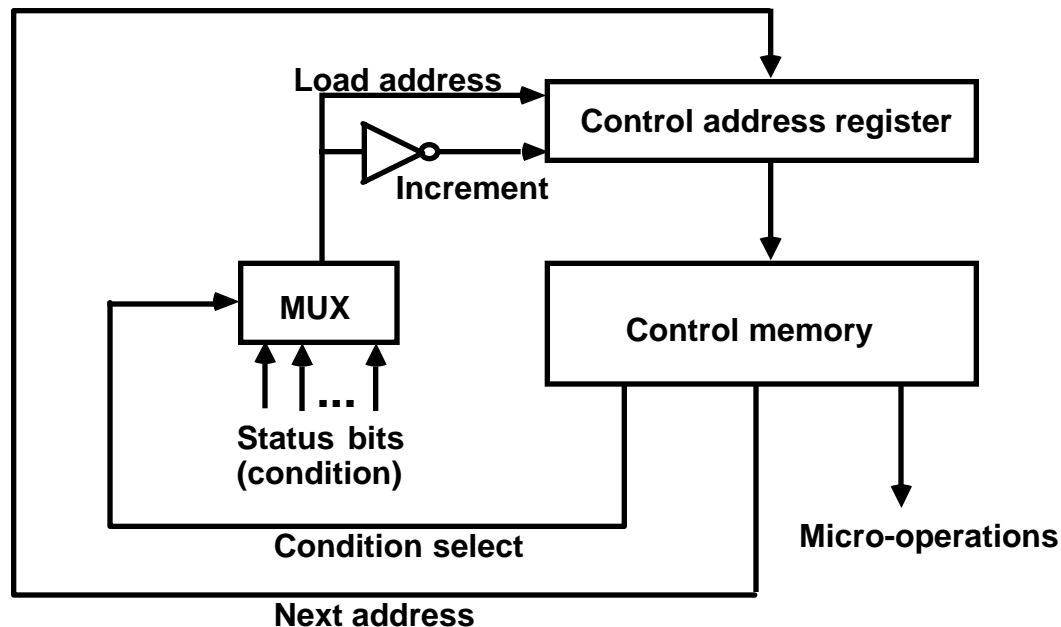 Load address
Control address register
Increment
MUX
Control memory
...
Status bits
(condition)
Micro-operations
Condition select
Next address